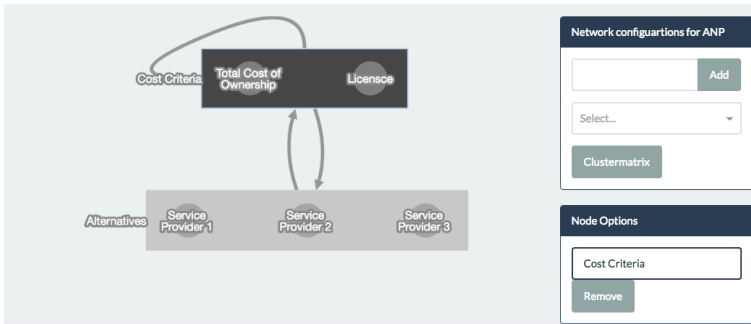 Network configuartions for ANP
Add
Select...
Clustermatrix
Node Options
Cost Criteria
Remove
Cost Criteria
Total Cost of
Ownership
Licensce
Alternatives
Service
Provider 1
Service
Provider 2
Service
Provider 3